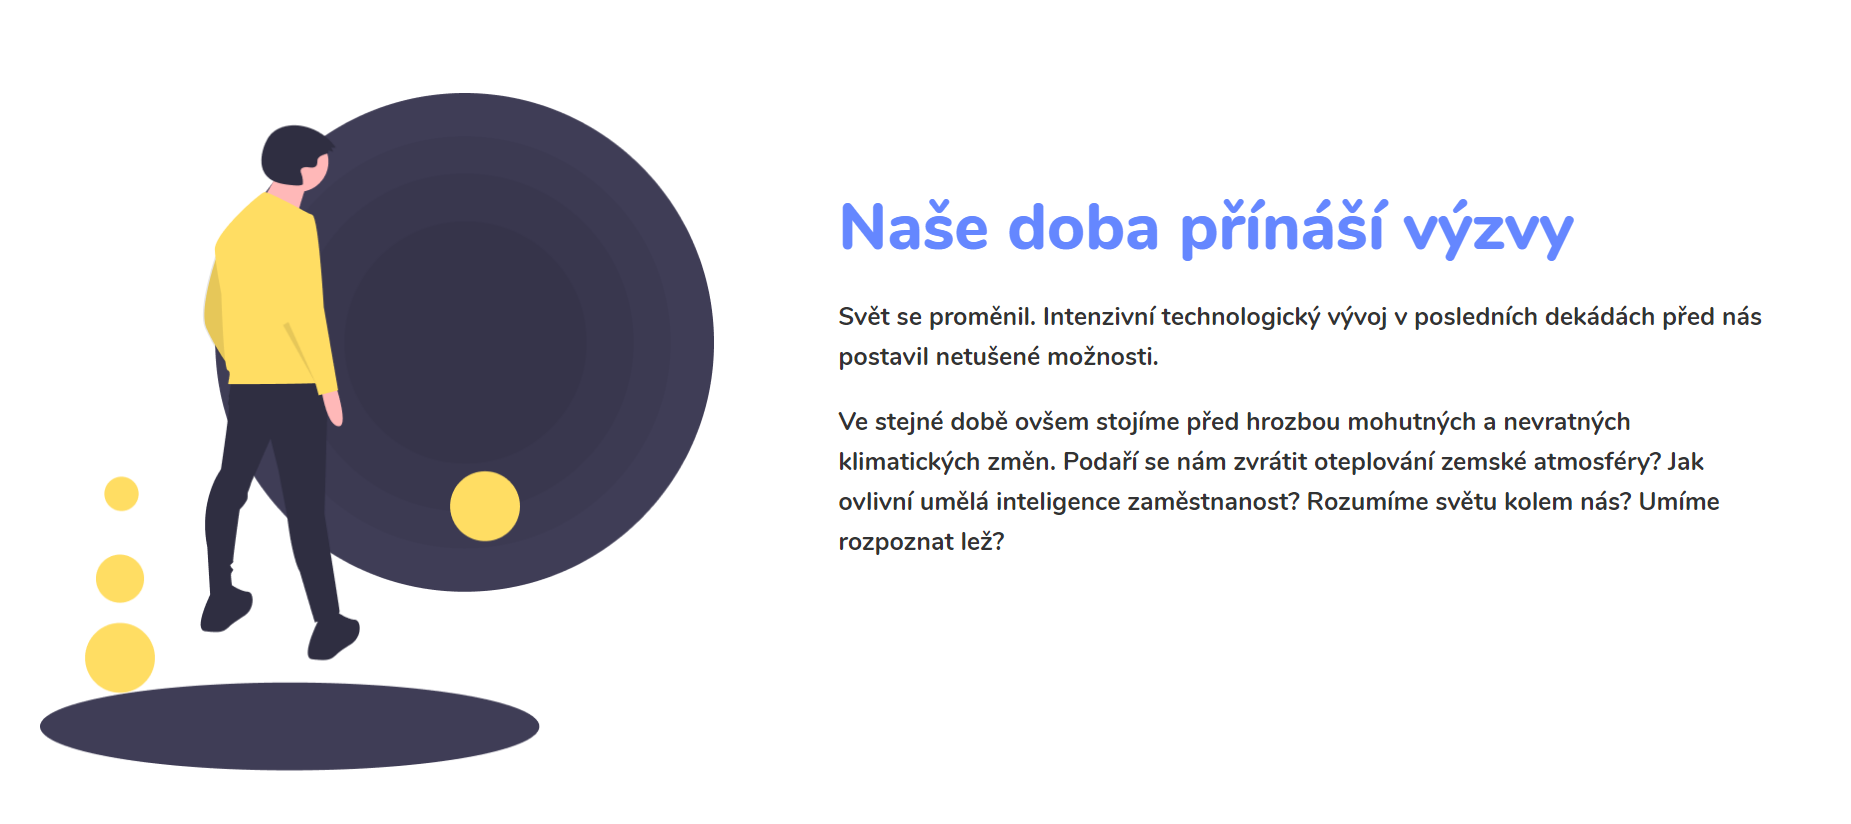 Naše doba přínáší výzvy
Svět se proměnil. Intenzivní technologický vývoj v posledních dekádách před nás
postavil netušené možnosti.
Ve stejné době ovšem stojíme před hrozbou mohutných a nevratných
klimatických změn. Podaří se nám zvrátit oteplování zemské atmosféry? Jak
ovlivní umělá inteligence zaměstnanost? Rozumíme světu kolem nás? Umíme
rozpoznat lež?